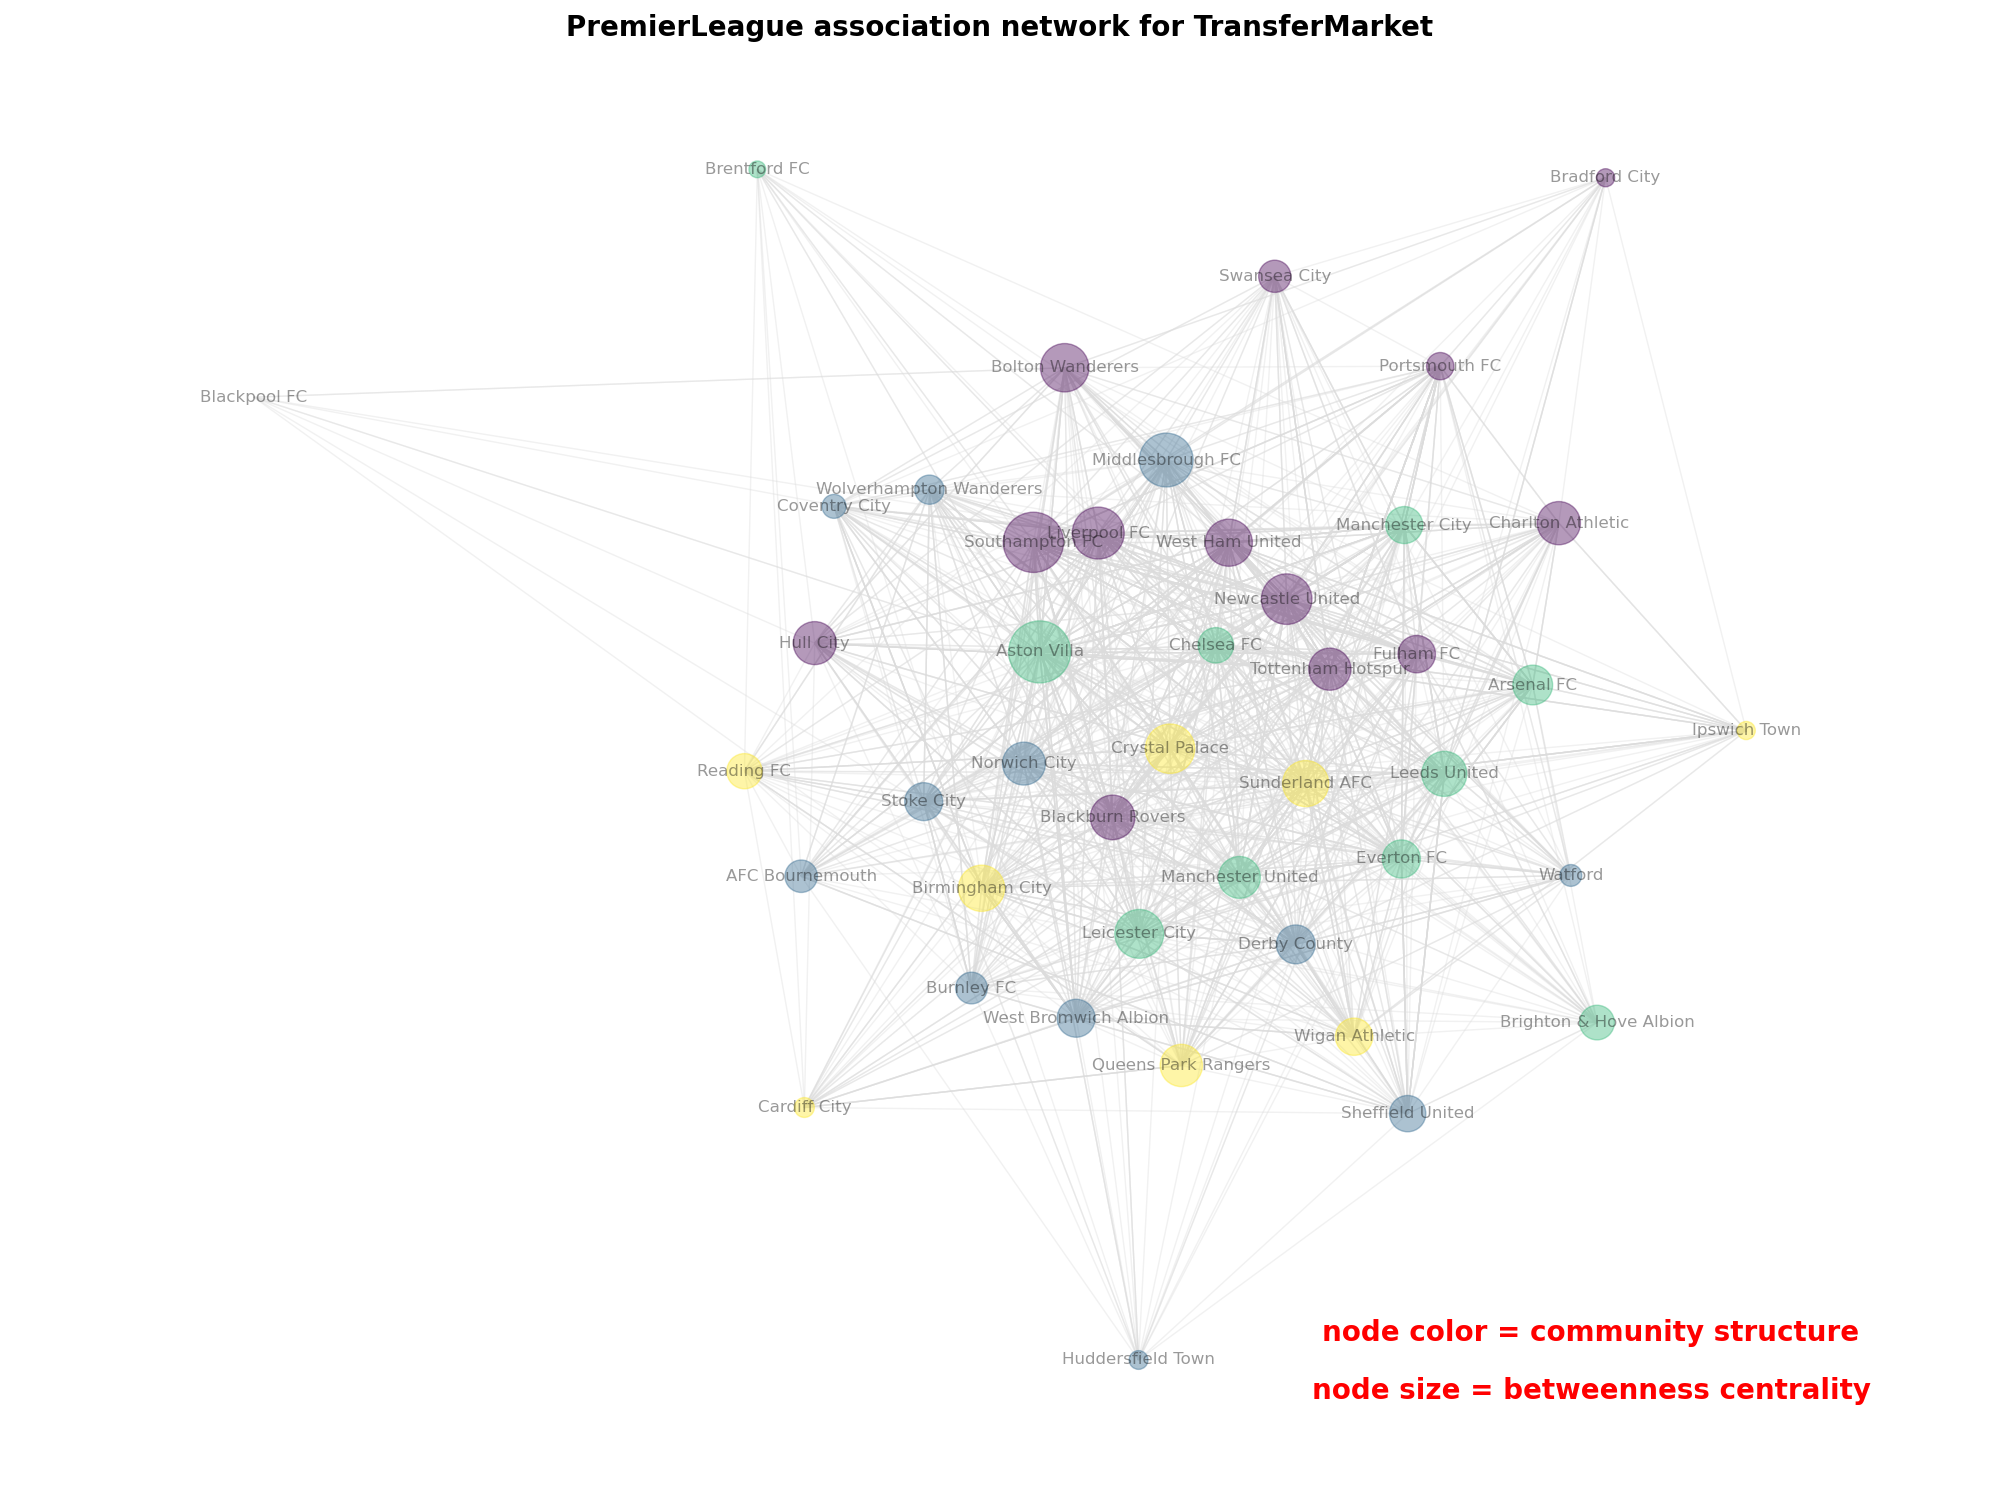 PremierLeague association network for TransferMarket
Brentford FC
Bradford City
Swansea City
Bolton Wanderers
Portsmouth FC
Blackpool FC
Middlesbrough FC
Wolverhampton Wanderers
Coventry City
Manchester City
Charlton Athletic
Liverpool FC
Southampton FC
West Ham United
Newcastle United
Hull City
Chelsea FC
Aston Villa
Fulham FC
Tottenham Hotspur
Arsenal FC
Ipswich Town
Crystal Palace
Norwich City
Reading FC
Leeds United
Sunderland AFC
Stoke City
Blackburn Rovers
Everton FC
AFC Bournemouth
Watford
Manchester United
Birmingham City
Leicester City
Derby County
Burnley FC
West Bromwich Albion
Brighton & Hove Albion
Wigan Athletic
Queens Park Rangers
Cardiff City
Sheffield United
node color = community structure
Huddersfield Town
node size = betweenness centrality